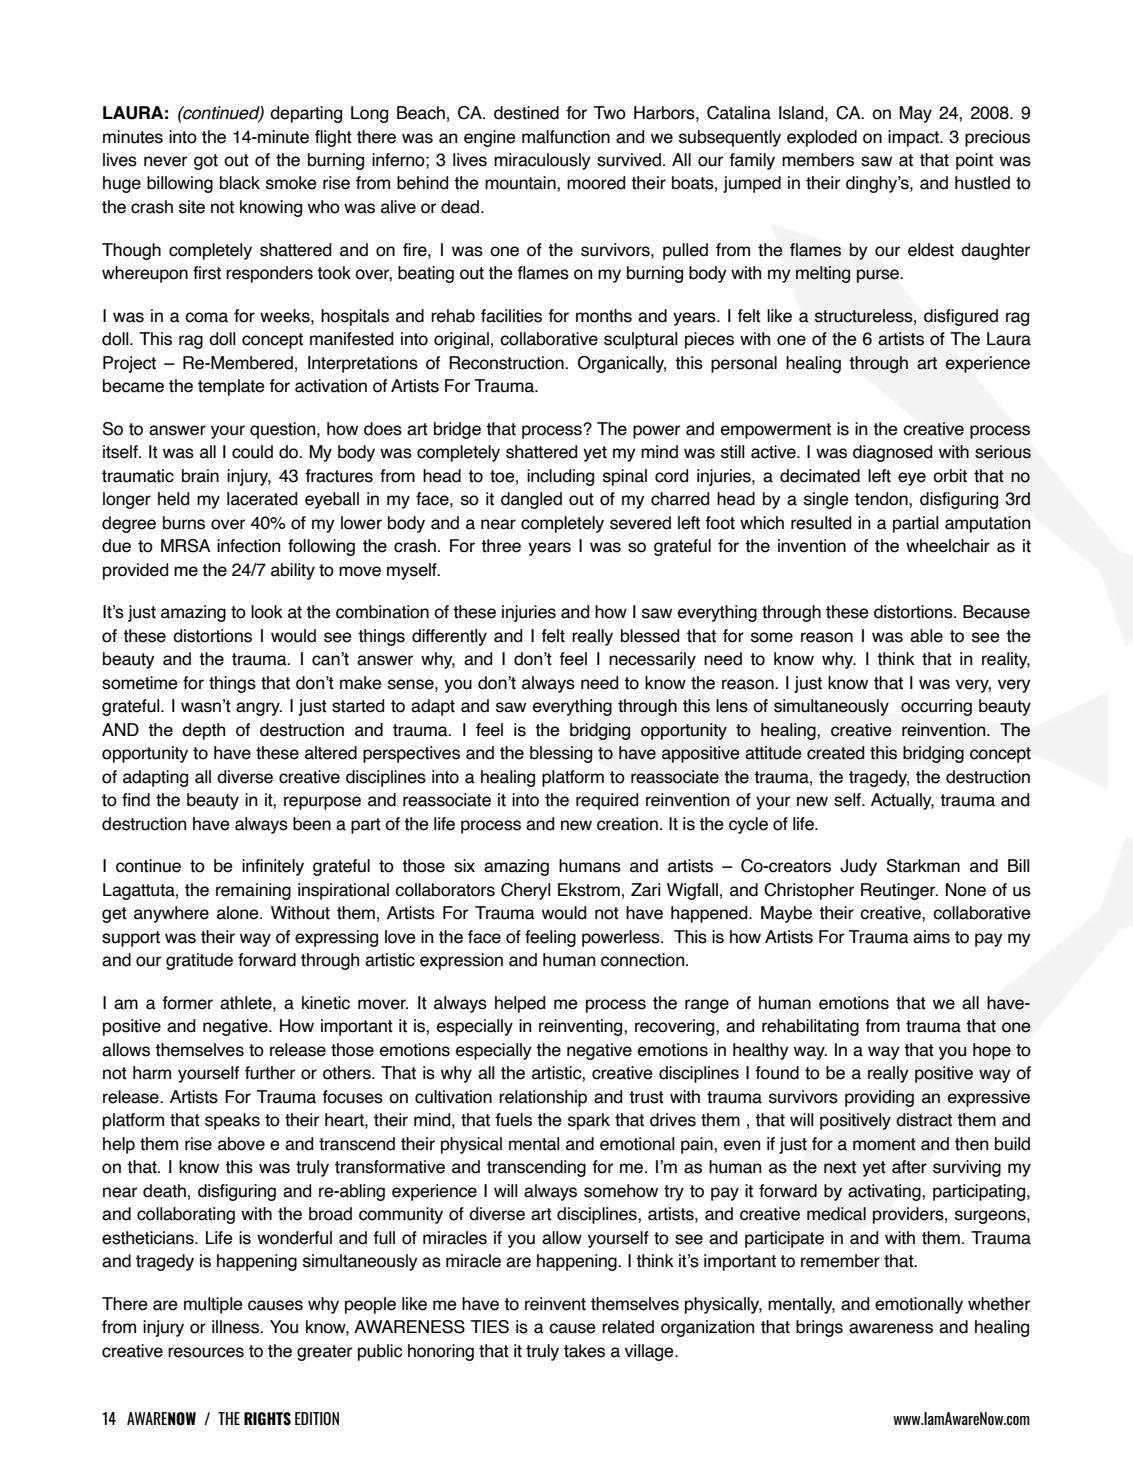 LAURA: (continued) departing Long Beach, CA. destined for Two Harbors, Catalina Island, CA. on May 24, 2008. 9
minutes into the 14-minute flight there was an engine malfunction and we subsequently exploded on impact. 3 precious
lives never got out of the burning inferno; 3 lives miraculously survived. All our family members saw at that point was
huge billowing black smoke rise from behind the mountain, moored their boats, jumped in their dinghy’s, and hustled to
the crash site not knowing who was alive or dead.
Though completely shattered and on fire, I was one of the survivors, pulled from the flames by our eldest daughter
whereupon first responders took over, beating out the flames on my burning body with my melting purse.
I was in a coma for weeks, hospitals and rehab facilities for months and years. I felt like a structureless, disfigured rag
doll. This rag doll concept manifested into original, collaborative sculptural pieces with one of the 6 artists of The Laura
Project – Re-Membered, Interpretations of Reconstruction. Organically, this personal healing through art experience
became the template for activation of Artists For Trauma.
So to answer your question, how does art bridge that process? The power and empowerment is in the creative process
itself. It was all I could do. My body was completely shattered yet my mind was still active. I was diagnosed with serious
traumatic brain injury, 43 fractures from head to toe, including spinal cord injuries, a decimated left eye orbit that no
longer held my lacerated eyeball in my face, so it dangled out of my charred head by a single tendon, disfiguring 3rd
degree burns over 40% of my lower body and a near completely severed left foot which resulted in a partial amputation
due to MRSA infection following the crash. For three years I was so grateful for the invention of the wheelchair as it
provided me the 24/7 ability to move myself.
It’s just amazing to look at the combination of these injuries and how I saw everything through these distortions. Because
of these distortions I would see things differently and I felt really blessed that for some reason I was able to see the
beauty and the trauma. I can’t answer why, and I don’t feel I necessarily need to know why. I think that in reality,
sometime for things that don’t make sense, you don’t always need to know the reason. I just know that I was very, very
grateful. I wasn’t angry. I just started to adapt and saw everything through this lens of simultaneously occurring beauty
AND the depth of destruction and trauma. I feel is the bridging opportunity to healing, creative reinvention. The
opportunity to have these altered perspectives and the blessing to have appositive attitude created this bridging concept
of adapting all diverse creative disciplines into a healing platform to reassociate the trauma, the tragedy, the destruction
to find the beauty in it, repurpose and reassociate it into the required reinvention of your new self. Actually, trauma and
destruction have always been a part of the life process and new creation. It is the cycle of life.
I continue to be infinitely grateful to those six amazing humans and artists – Co-creators Judy Starkman and Bill
Lagattuta, the remaining inspirational collaborators Cheryl Ekstrom, Zari Wigfall, and Christopher Reutinger. None of us
get anywhere alone. Without them, Artists For Trauma would not have happened. Maybe their creative, collaborative
support was their way of expressing love in the face of feeling powerless. This is how Artists For Trauma aims to pay my
and our gratitude forward through artistic expression and human connection.
I am a former athlete, a kinetic mover. It always helped me process the range of human emotions that we all have-
positive and negative. How important it is, especially in reinventing, recovering, and rehabilitating from trauma that one
allows themselves to release those emotions especially the negative emotions in healthy way. In a way that you hope to
not harm yourself further or others. That is why all the artistic, creative disciplines I found to be a really positive way of
release. Artists For Trauma focuses on cultivation relationship and trust with trauma survivors providing an expressive
platform that speaks to their heart, their mind, that fuels the spark that drives them , that will positively distract them and
help them rise above e and transcend their physical mental and emotional pain, even if just for a moment and then build
on that. I know this was truly transformative and transcending for me. I’m as human as the next yet after surviving my
near death, disfiguring and re-abling experience I will always somehow try to pay it forward by activating, participating,
and collaborating with the broad community of diverse art disciplines, artists, and creative medical providers, surgeons,
estheticians. Life is wonderful and full of miracles if you allow yourself to see and participate in and with them. Trauma
and tragedy is happening simultaneously as miracle are happening. I think it’s important to remember that.
There are multiple causes why people like me have to reinvent themselves physically, mentally, and emotionally whether
from injury or illness. You know, AWARENESS TIES is a cause related organization that brings awareness and healing
creative resources to the greater public honoring that it truly takes a village.
14 AWARENOW / THE RIGHTS EDITION
www.IamAwareNow.com